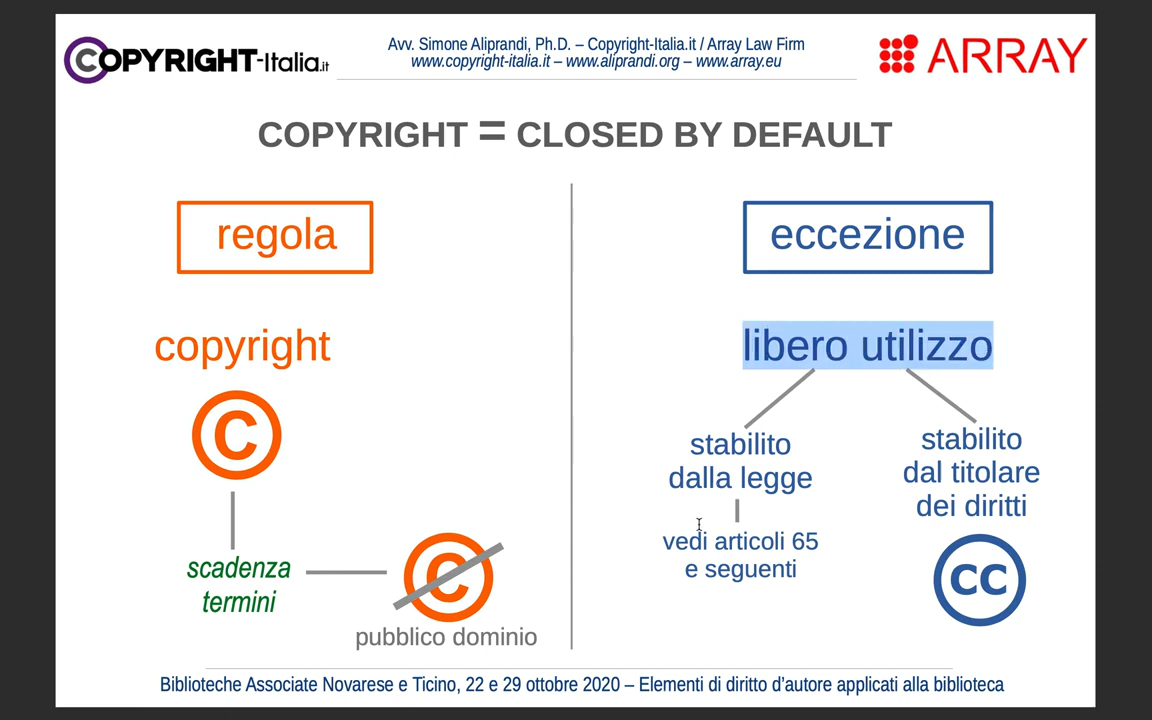 COPYRIGHT-Italia.it
Avv. Simone Aliprandi, Ph.D. – Copyright-Italia.it / Array Law Firm
www.copyright-italia.it – www.aliprandi.org – www.array.eu
ARRAY
COPYRIGHT = CLOSED BY DEFAULT
regola
copyright
C
scadenza
termini
C
pubblico dominio
eccezione
libero utilizzo
stabilito
dalla legge
vedi articoli 65
e seguenti
stabilito
dal titolare
dei diritti
CC
Biblioteche Associate Novarese e Ticino, 22 e 29 ottobre 2020 – Elementi di diritto d’autore applicati alla biblioteca